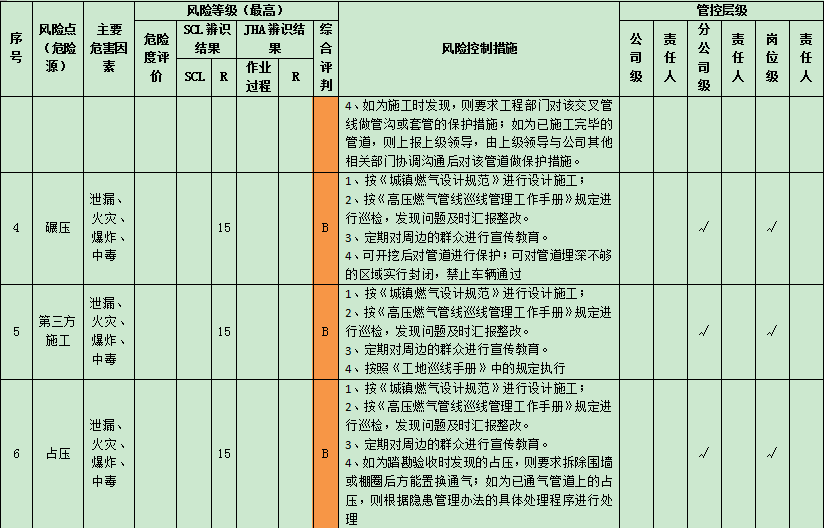 序号
风险点（危险源）
主要危害因素
风险等级（最高）
危险度评价
SCL 辨识结果
SCL
R
JHA 辨识结果
作业过程
R
综合评判
风险控制措施
管控层级
公司级
责任人
分公司级
责任人
岗位级
责任人
4、如为施工时发现，则要求工程部门对该交叉管
线做管沟或套管的保护措施；如为已施工完毕的
管道，则上报上级领导，由上级领导与公司其他
相关部门协调沟通后对该管道做保护措施。
4
碾压
泄漏、
火灾、
爆炸、
中毒
15
B
1、按《城镇燃气设计规范》进行设计施工；
2、按《高压燃气管线巡线管理工作手册》规定进
行巡检，发现问题及时汇报整改。
3、定期对周边的群众进行宣传教育。
4、可开挖后对管道进行保护；可对管道埋深不够
的区域实行封闭，禁止车辆通过
√
√
5
第三方
施工
泄漏、
火灾、
爆炸、
中毒
15
B
1、按《城镇燃气设计规范》进行设计施工；
2、按《高压燃气管线巡线管理工作手册》规定进
行巡检，发现问题及时汇报整改。
3、定期对周边的群众进行宣传教育。
4、按照《工地巡线手册》中的规定执行
√
√
6
占压
泄漏、
火灾、
爆炸、
中毒
15
B
1、按《城镇燃气设计规范》进行设计施工；
2、按《高压燃气管线巡线管理工作手册》规定进
行巡检，发现问题及时汇报整改。
3、定期对周边的群众进行宣传教育。
4、如为踏勘验收时发现的占压，则要求拆除围墙
或棚圈后方能置换通气；如为已通气管道上的占
压，则根据隐患管理办法的具体处理程序进行处
理
√
√